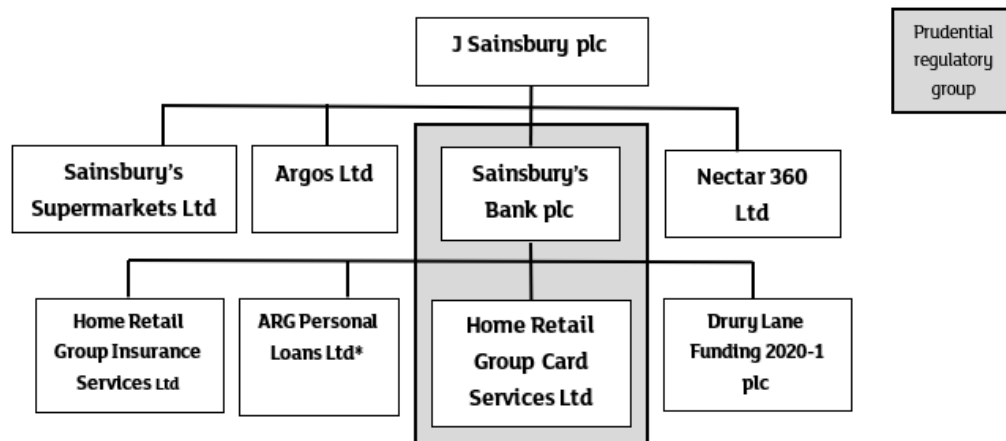 J Sainsbury plc
Prudential
regulatory
group
Sainsbury's
Supermarkets Ltd
Argos Ltd
Sainsbury's
Bank plc
Nectar 360
Ltd
Home Retail
Group Insurance
Services Ltd
ARG Personal
Loans Ltd*
Home Retail
Group Card
Services Ltd
Drury Lane
Funding 2020-1
plc